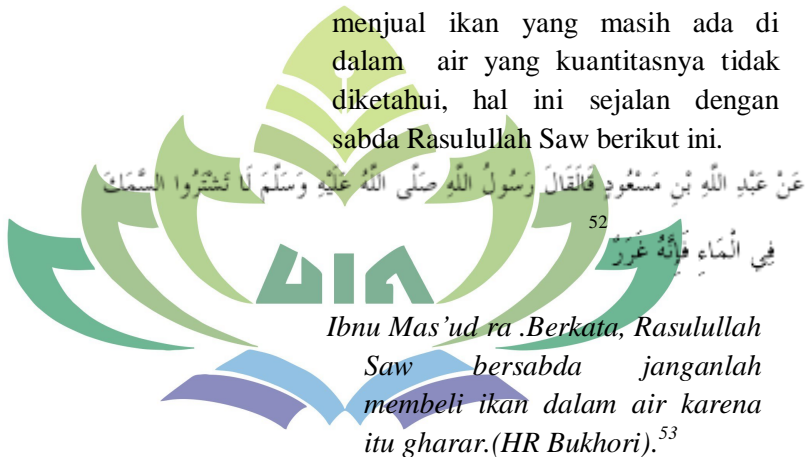 menjual ikan yang masih ada di
dalam air yang kuantitasnya tidak
diketahui, hal ini sejalan dengan
sabda Rasulullah Saw berikut ini.
عَنْ عَبْدِ اللَّهِ بْنِ مَسْعُودٍ قَالَقَالَ رَسُولُ اللَّهِ صَلَّى اللَّهُ عَلَيْهِ وَسَلَّمَ لَا تَشْتَرُوا السَّمَكَ
فِي الْمَاءِ فَإِنَّهُ غَرَرٌ 52
UIN
Ibnu Mas’ud ra .Berkata, Rasulullah
Saw bersabda janganlah
membeli ikan dalam air karena
itu gharar.(HR Bukhori).53